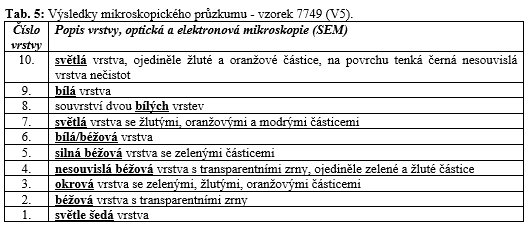 Tab. 5: Výsledky mikroskopického průzkumu - vzorek 7749 (V5).
Číslo vrstvy Popis vrstvy, optická a elektronová mikroskopie (SEM)
10. světlá vrstva, ojediněle žluté a oranžové částice, na povrchu tenká černá nesouvislá
vrstva nečistot
9. bílá vrstva
8. souvrství dvou bílých vrstev
7. světlá vrstva se žlutými, oranžovými a modrými částicemi
6. bílá/béžová vrstva
5. silná béžová vrstva se zelenými částicemi
4. nesouvislá béžová vrstva s transparentními zrny, ojediněle zelené a žluté částice
3. okrová vrstva se zelenými, žlutými, oranžovými částicemi
2. béžová vrstva s transparentními zrny
1. světle šedá vrstva